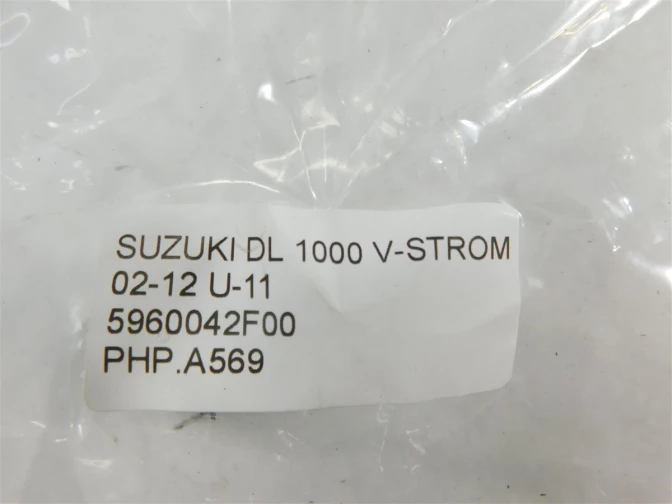 SUZUKI DL 1000 V-STROM
02-12 U-11
5960042F00
PHP.A569